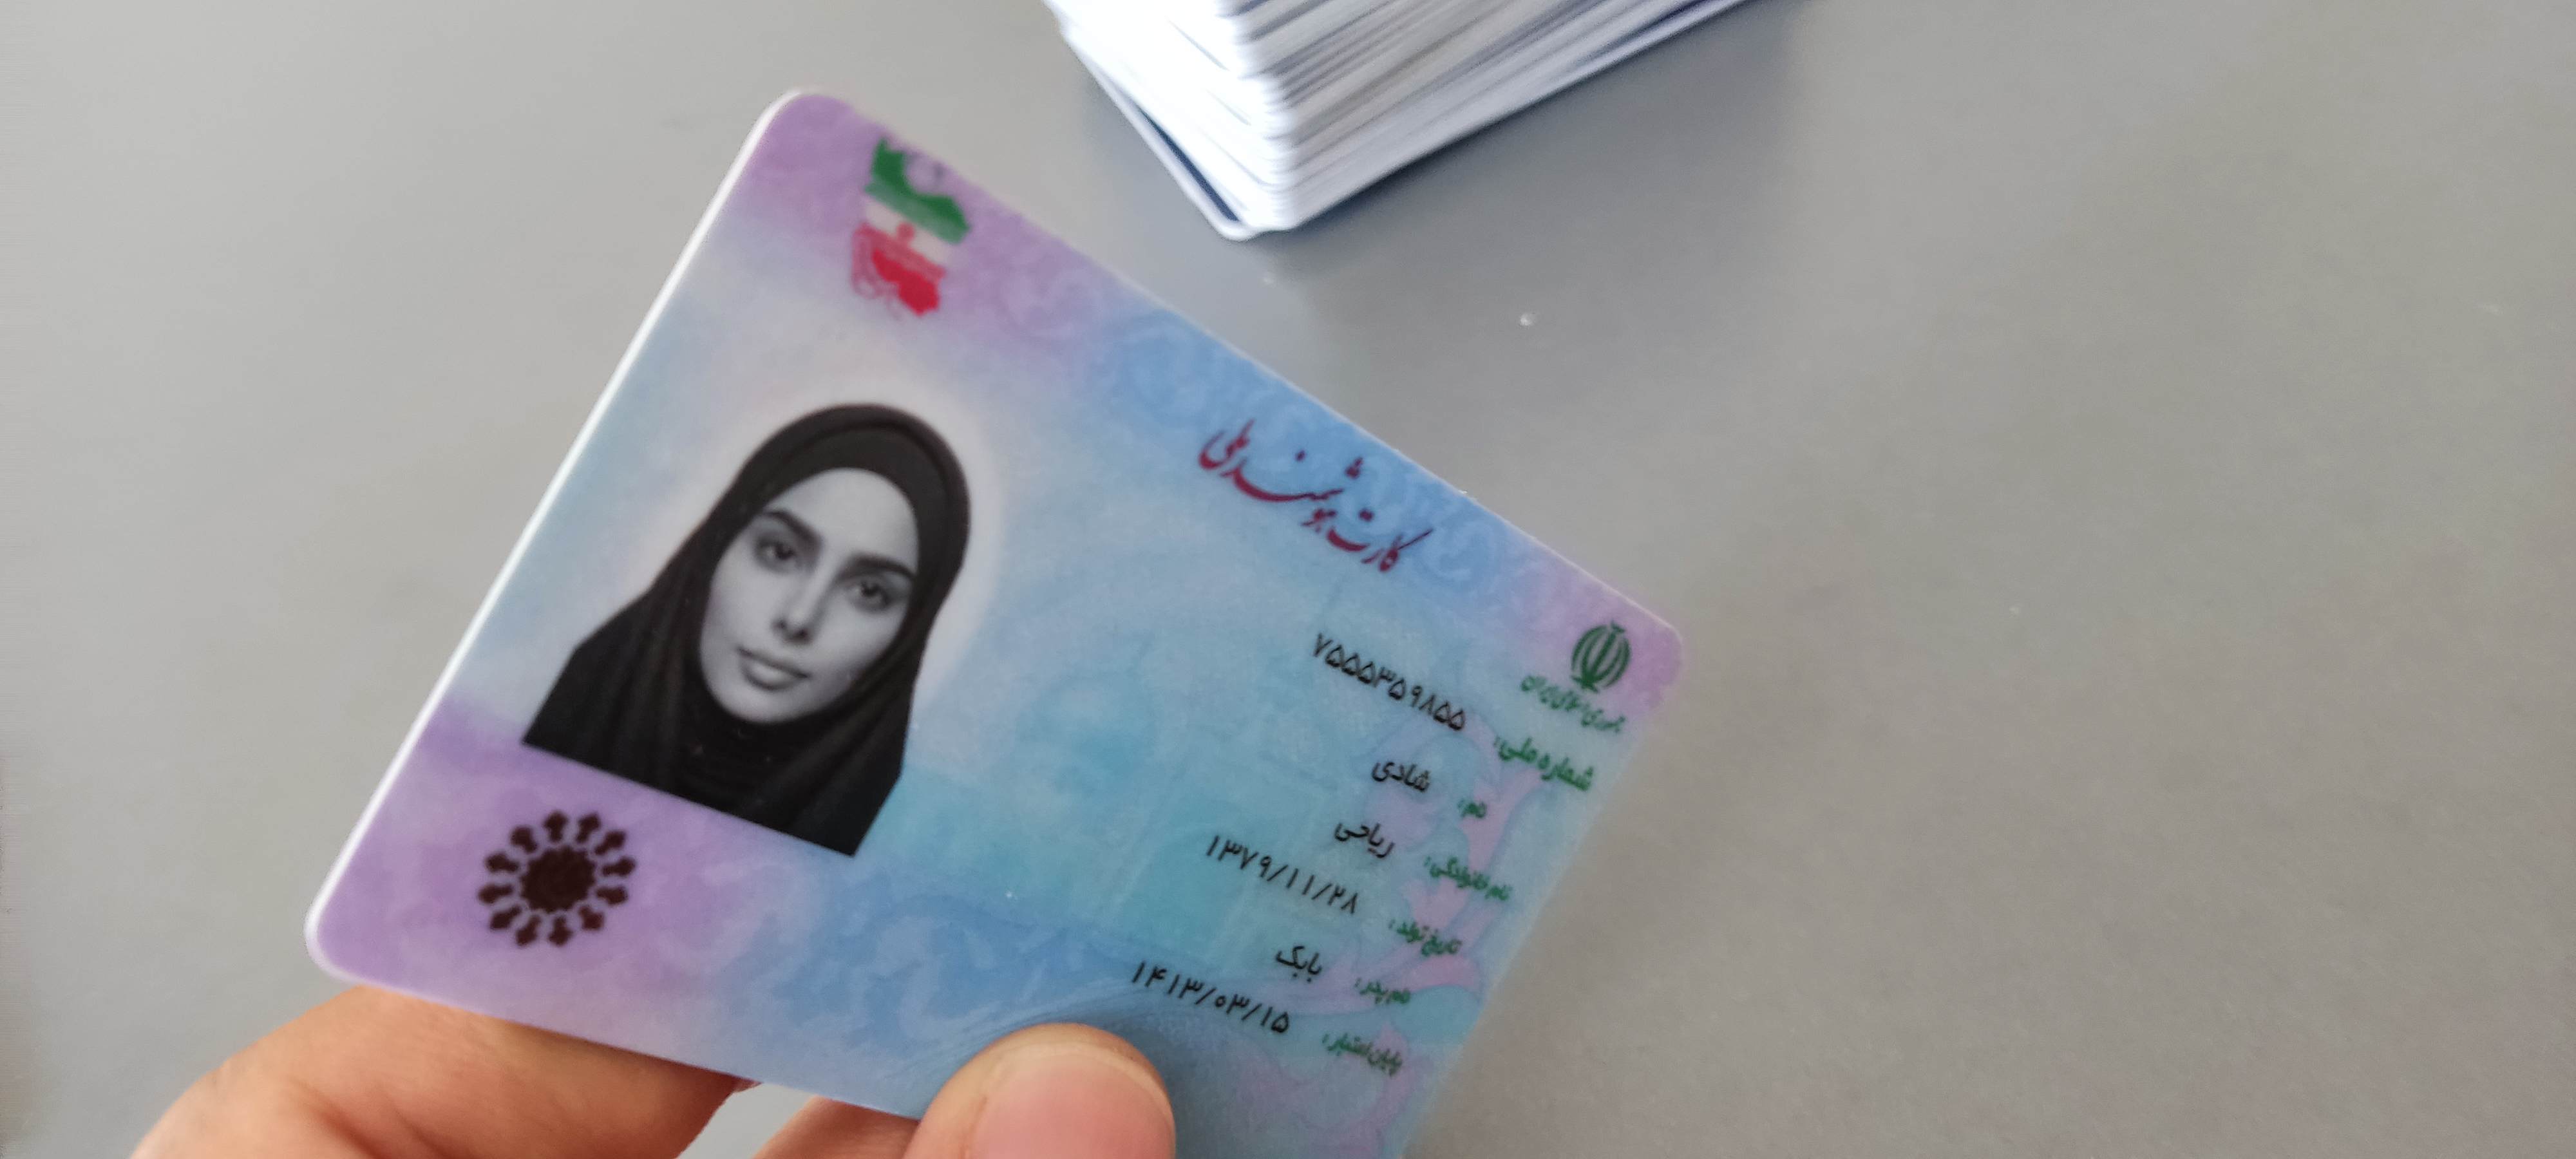 کارت هوشمند ملی
جمهوری اسلامی ایران
شماره ملی: ۷۵۵۵۳۵۹۸۵۵
نام: شادی
نام خانوادگی: ریاحی
تاریخ تولد: ۱۳۷۹/۱۱/۲۸
نام پدر: بابک
پایان اعتبار: ۱۴۱۳/۰۳/۱۵